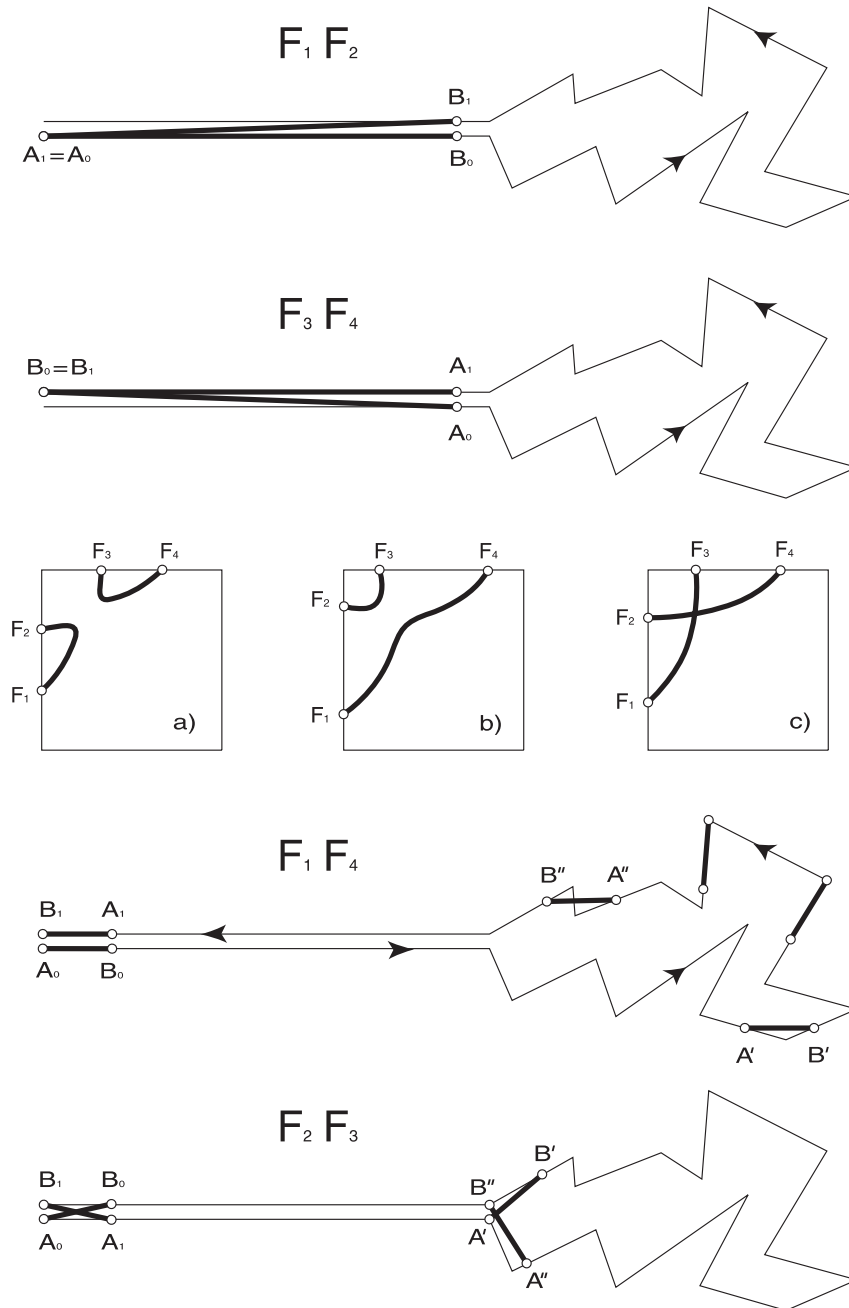 F₁ F₂
B₁
A₁ = A₀
B₀
F₃ F₄
B₀ = B₁
A₁
A₀
F₃ F₄
F₂
F₁
a)
F₃ F₄
F₂
F₁
b)
F₃ F₄
F₂
F₁
c)
F₁ F₄
B″ A″
B₁ A₁
A₀ B₀
A′ B′
F₂ F₃
B′
B₁ B₀
B″
A₀ A₁
A′
A″